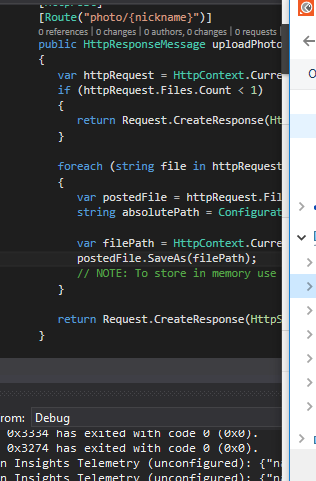 [Route("photo/{nickname}")]
0 references | 0 changes | 0 authors, 0 changes | 0 requests
public HttpResponseMessage uploadPhoto
{
var httpRequest = HttpContext.Curre
if (httpRequest.Files.Count < 1)
{
return Request.CreateResponse(Ht
}
foreach (string file in httpRequest
{
var postedFile = httpRequest.Fil
string absolutePath = Configurat
var filePath = HttpContext.Curre
postedFile.SaveAs(filePath);
// NOTE: To store in memory use
}
return Request.CreateResponse(HttpS
}
rom: Debug
0x3334 has exited with code 0 (0x0).
0x3274 has exited with code 0 (0x0).
n Insights Telemetry (unconfigured): {"na